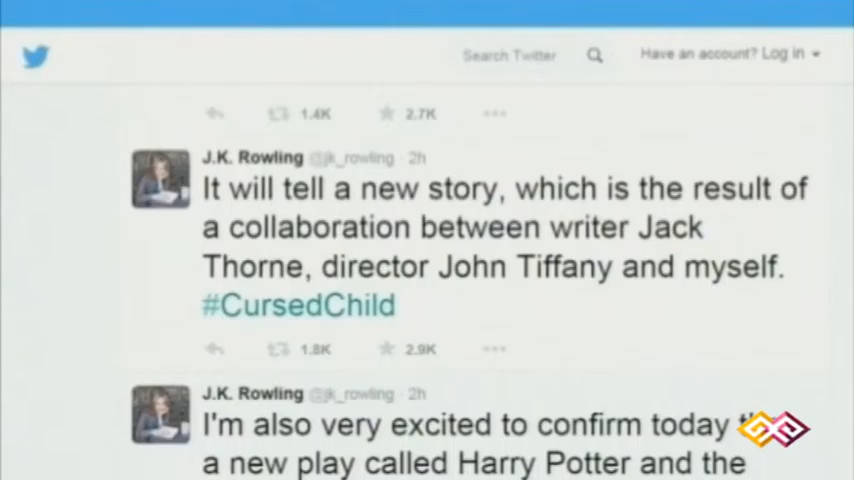 Search Twitter Have an account? Log in
1.4K 2.7K
J.K. Rowling @jk_rowling · 2h
It will tell a new story, which is the result of
a collaboration between writer Jack
Thorne, director John Tiffany and myself.
#CursedChild
1.8K 2.9K
J.K. Rowling @jk_rowling · 2h
I'm also very excited to confirm today
a new play called Harry Potter and the